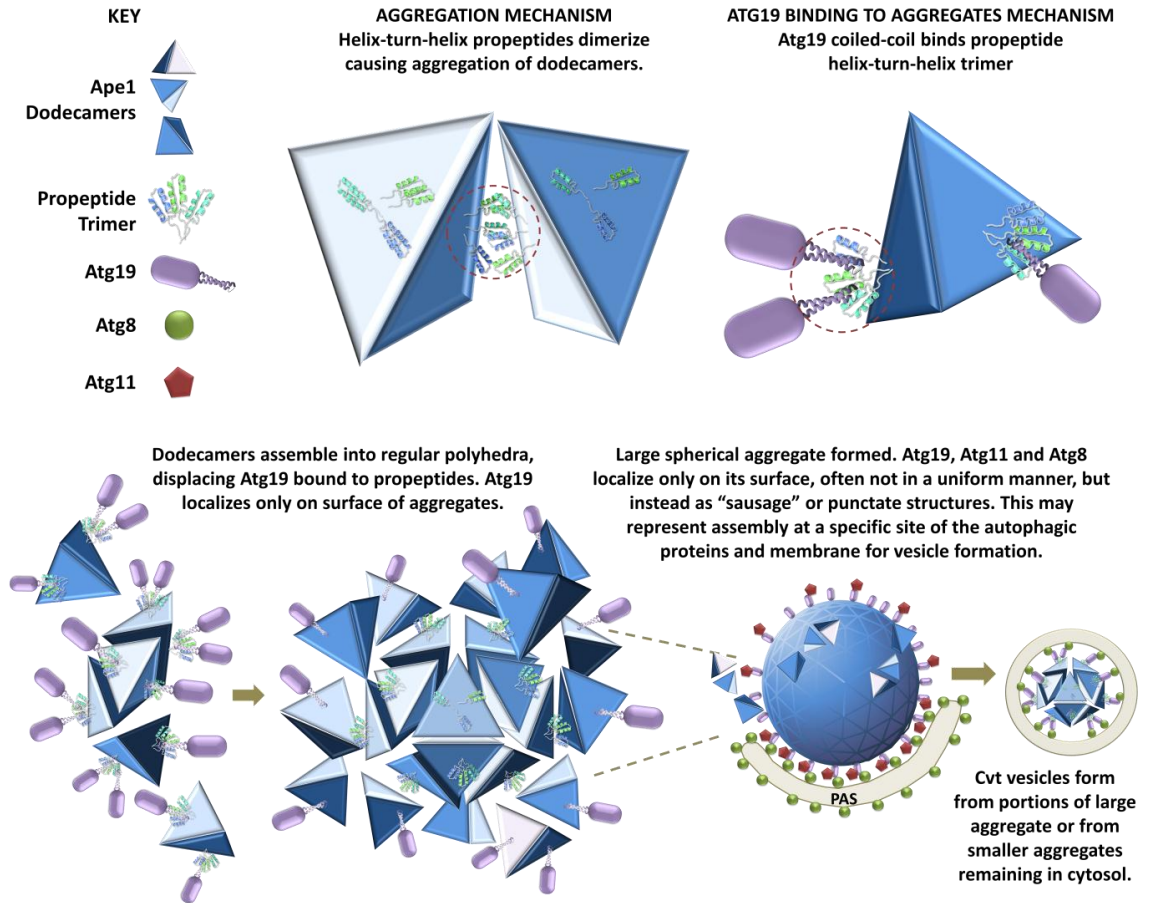 KEY
Ape1
Dodecamers
Propeptide
Trimer
Atg19
Atg8
Atg11
AGGREGATION MECHANISM
Helix-turn-helix propeptides dimerize
causing aggregation of dodecamers.
ATG19 BINDING TO AGGREGATES MECHANISM
Atg19 coiled-coil binds propeptide
helix-turn-helix trimer
Dodecamers assemble into regular polyhedra,
displacing Atg19 bound to propeptides. Atg19
localizes only on surface of aggregates.
Large spherical aggregate formed. Atg19, Atg11 and Atg8
localize only on its surface, often not in a uniform manner, but
instead as “sausage” or punctate structures. This may
represent assembly at a specific site of the autophagic
proteins and membrane for vesicle formation.
PAS
Cvt vesicles form
from portions of large
aggregate or from
smaller aggregates
remaining in cytosol.